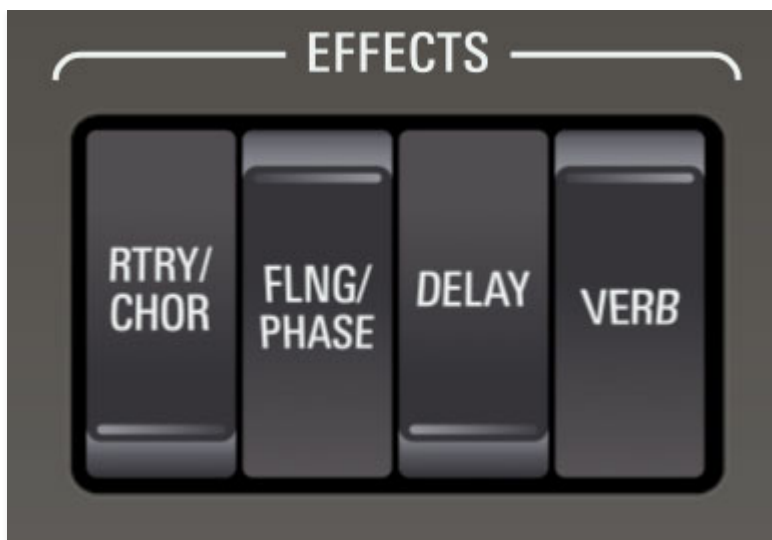 EFFECTS
RTRY/
CHOR
FLNG/
PHASE
DELAY
VERB